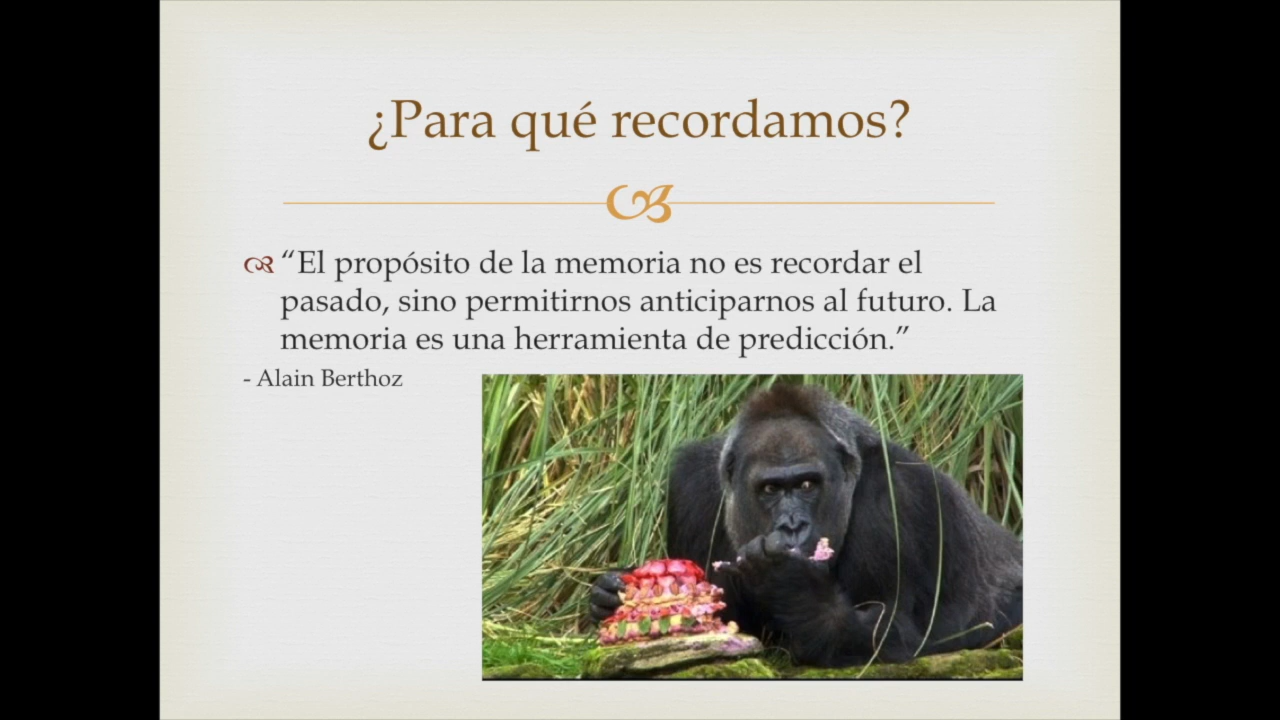 ¿Para qué recordamos?
“El propósito de la memoria no es recordar el
pasado, sino permitirnos anticiparnos al futuro. La
memoria es una herramienta de predicción.”
- Alain Berthoz